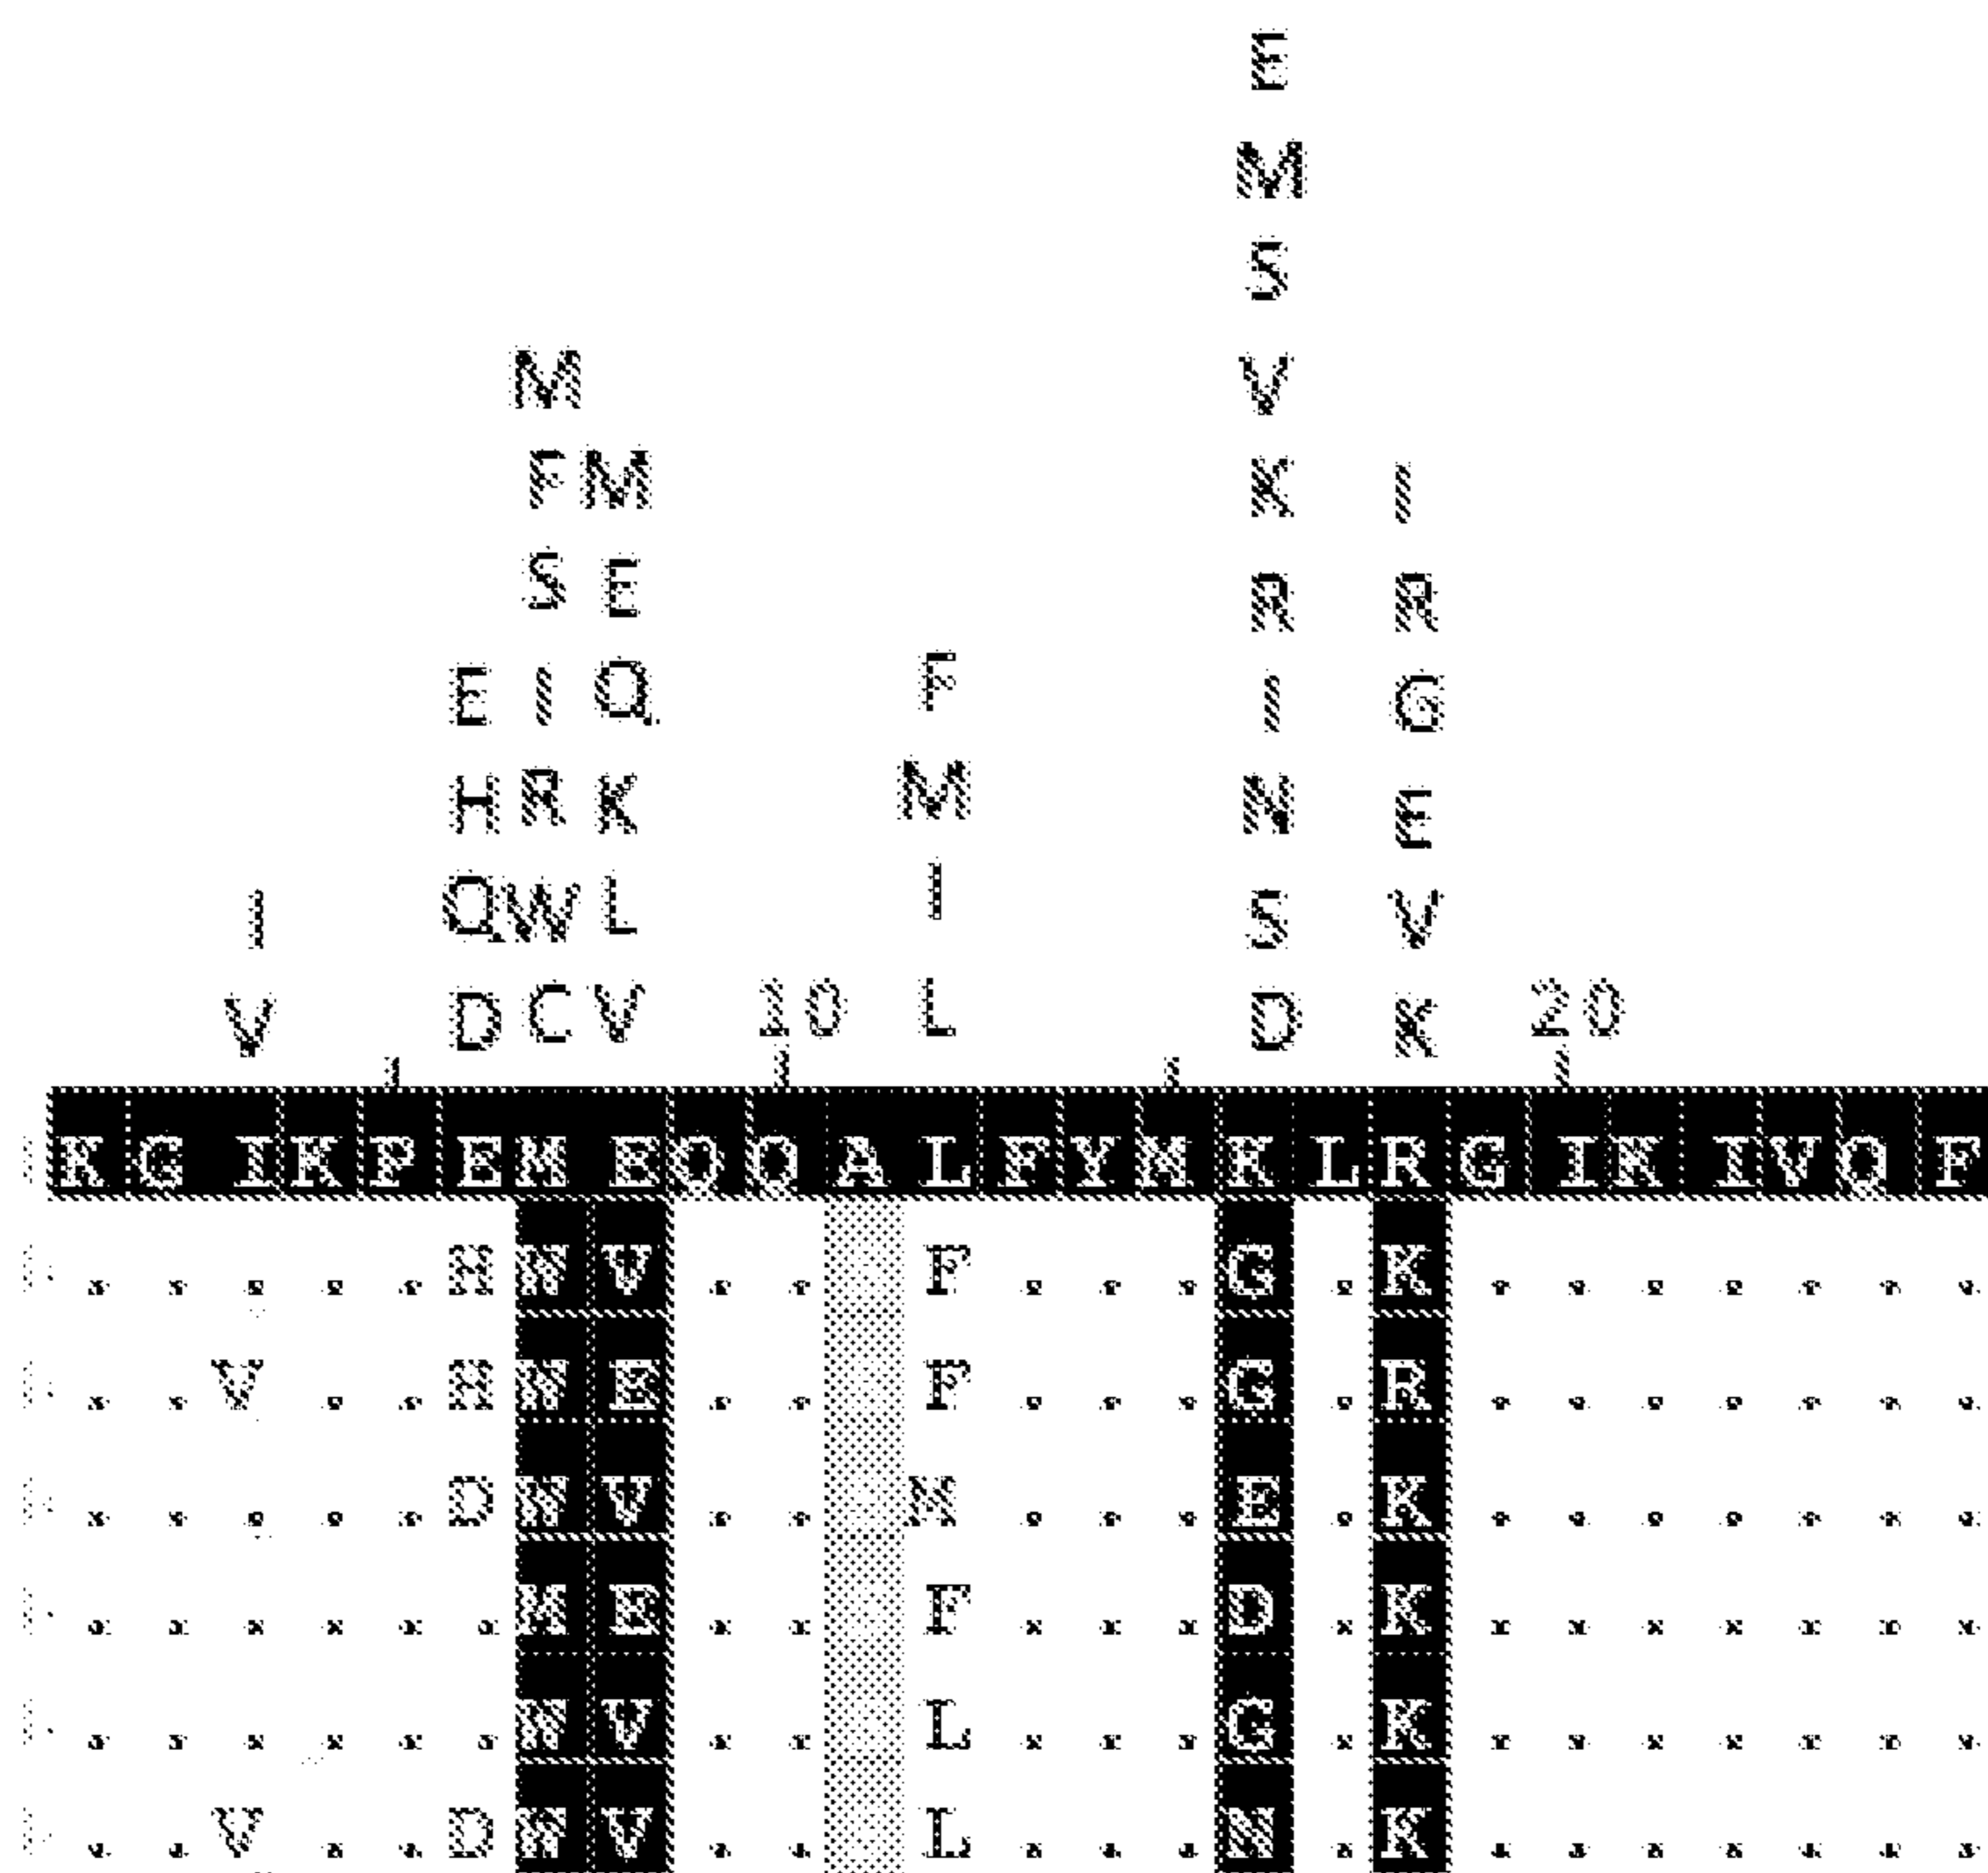 E
M
S
M V
F M K I
S E R R
E I Q F I G
H R K M N E
I Q W L I S V
V D C V 10 L D K 20
K G I K P E N E Q Q A L F Y M K L R G I K I V Q F
. . . . . H V . . F . . . G . K . . . . . . .
. . V . . H E . . F . . . G . R . . . . . . .
. . . . . D V . . M . . . E . K . . . . . . .
. . . . . . E . . F . . . D . K . . . . . . .
. . . . . . V . . L . . . G . K . . . . . . .
. . V . . D V . . L . . . N . K . . . . . . .